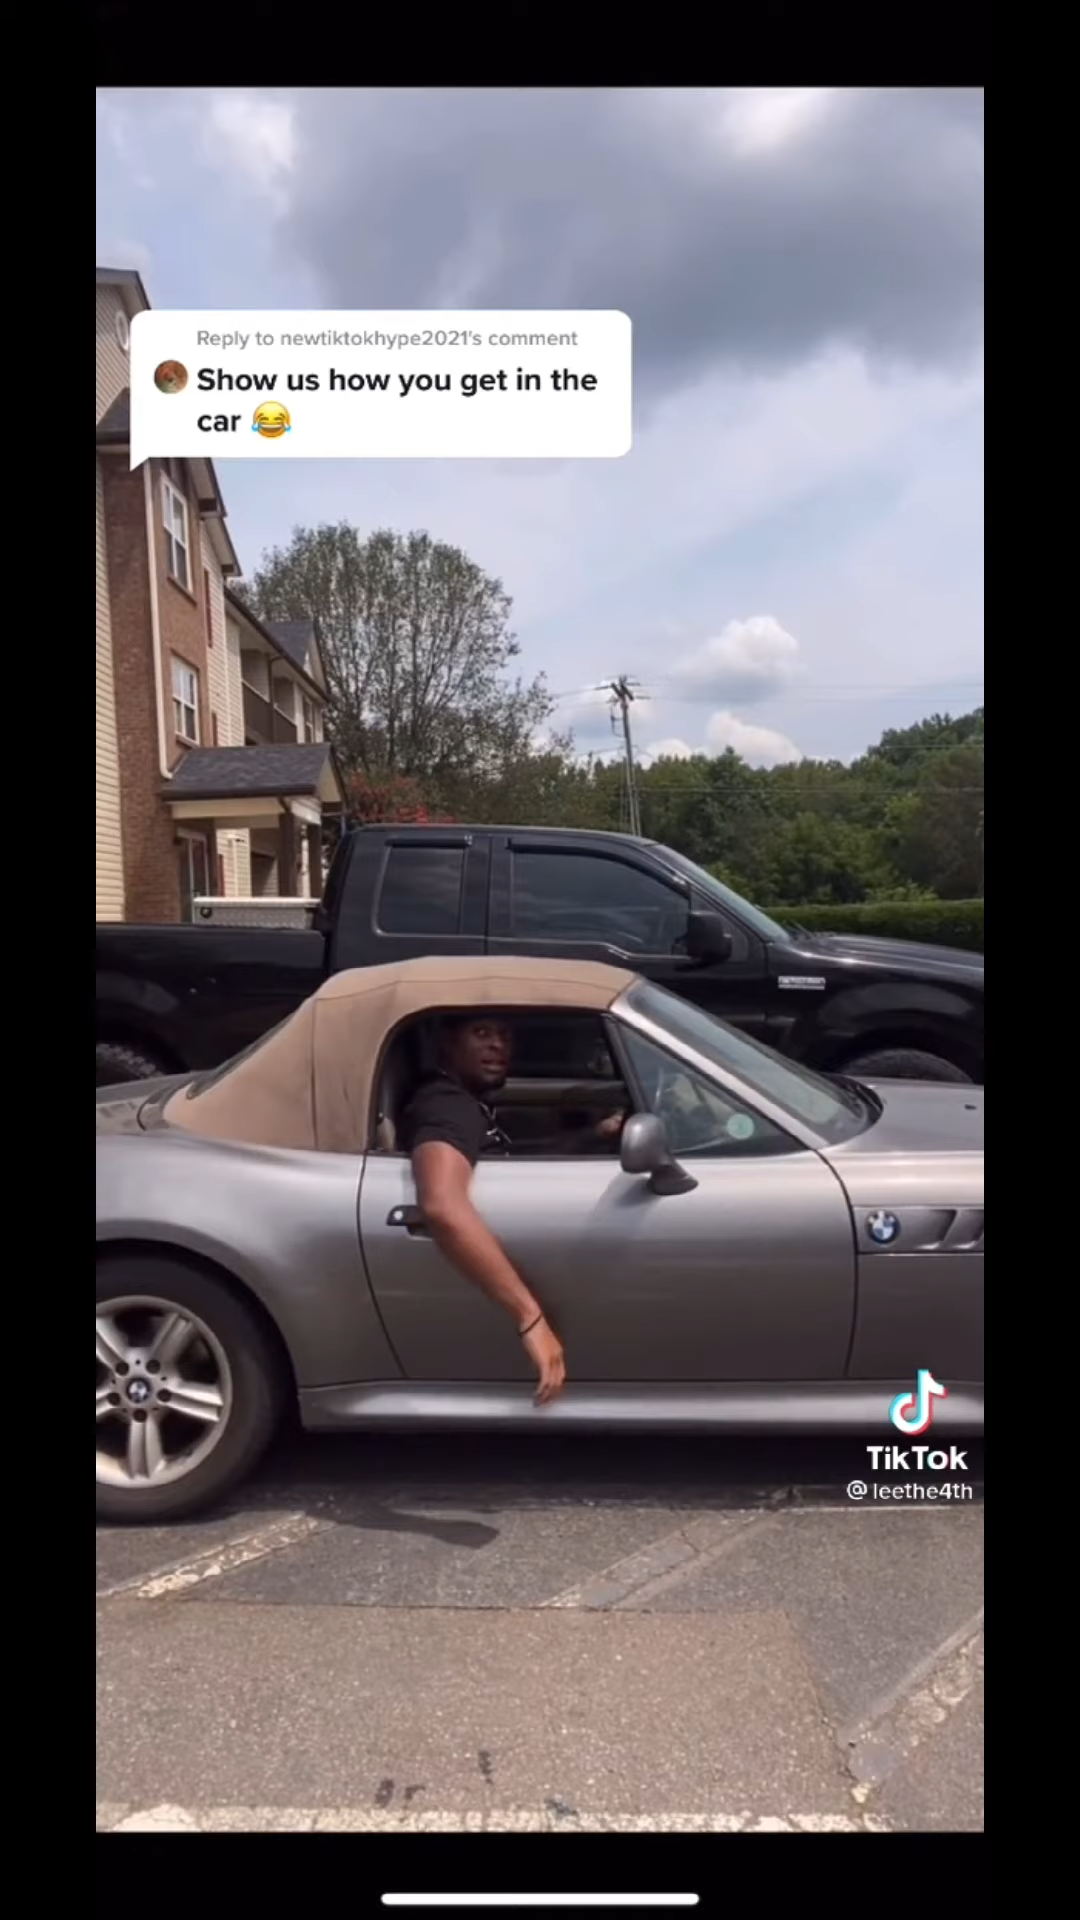 Reply to newtiktokhype2021's comment
Show us how you get in the
car 😂
TikTok
@leethe4th